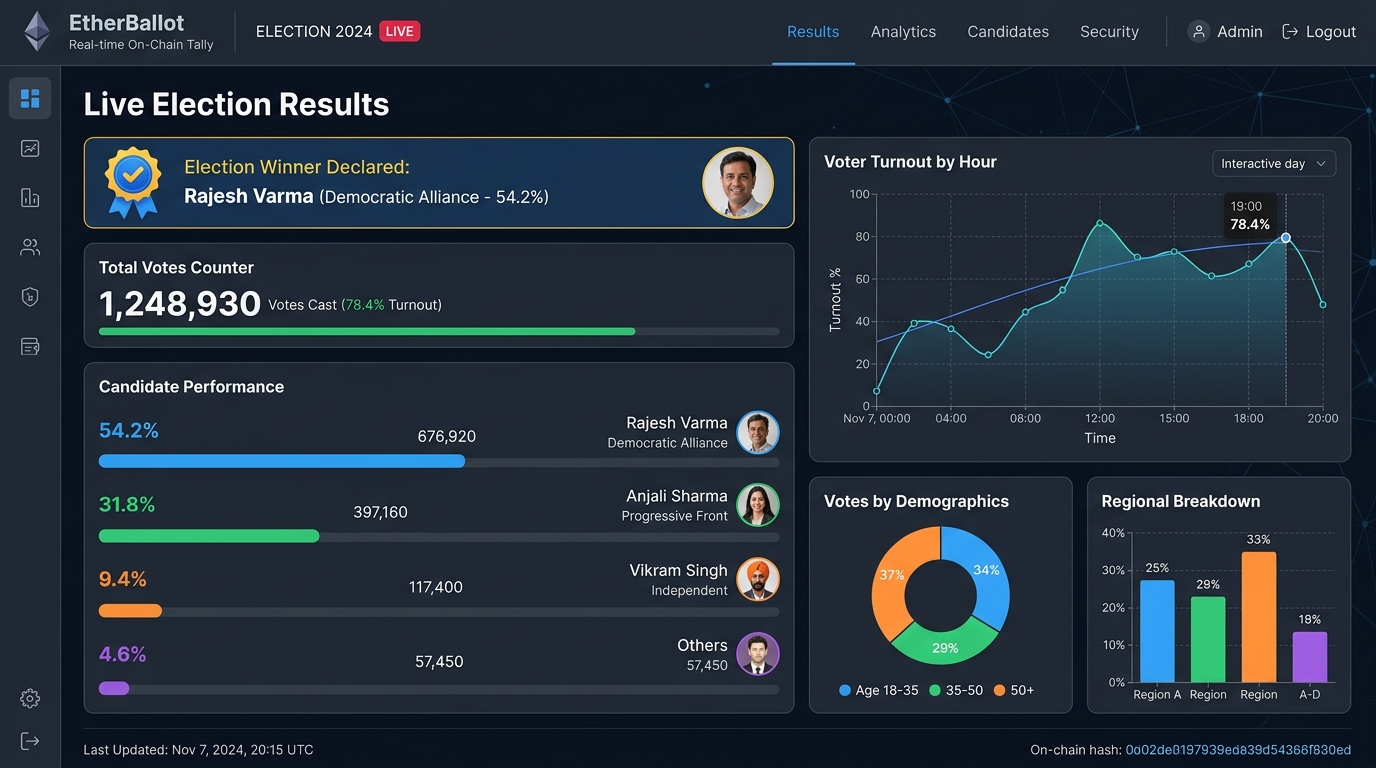 EtherBallot
Real-time On-Chain Tally
ELECTION 2024 LIVE
Results
Analytics
Candidates
Security
Admin
Logout
Live Election Results
Election Winner Declared:
Rajesh Varma (Democratic Alliance - 54.2%)
Total Votes Counter
1,248,930 Votes Cast (78.4% Turnout)
Candidate Performance
54.2%
676,920
Rajesh Varma
Democratic Alliance
31.8%
397,160
Anjali Sharma
Progressive Front
9.4%
117,400
Vikram Singh
Independent
4.6%
57,450
Others
57,450
Voter Turnout by Hour
Interactive day
100
80
60
40
20
0
Turnout %
19:00
78.4%
Nov 7, 00:00
04:00
08:00
12:00
15:00
18:00
20:00
Time
Votes by Demographics
37%
34%
29%
Age 18-35
35-50
50+
Regional Breakdown
40%
30%
20%
10%
0%
25%
29%
33%
18%
Region A
Region
Region
A-D
Last Updated: Nov 7, 2024, 20:15 UTC
On-chain hash: